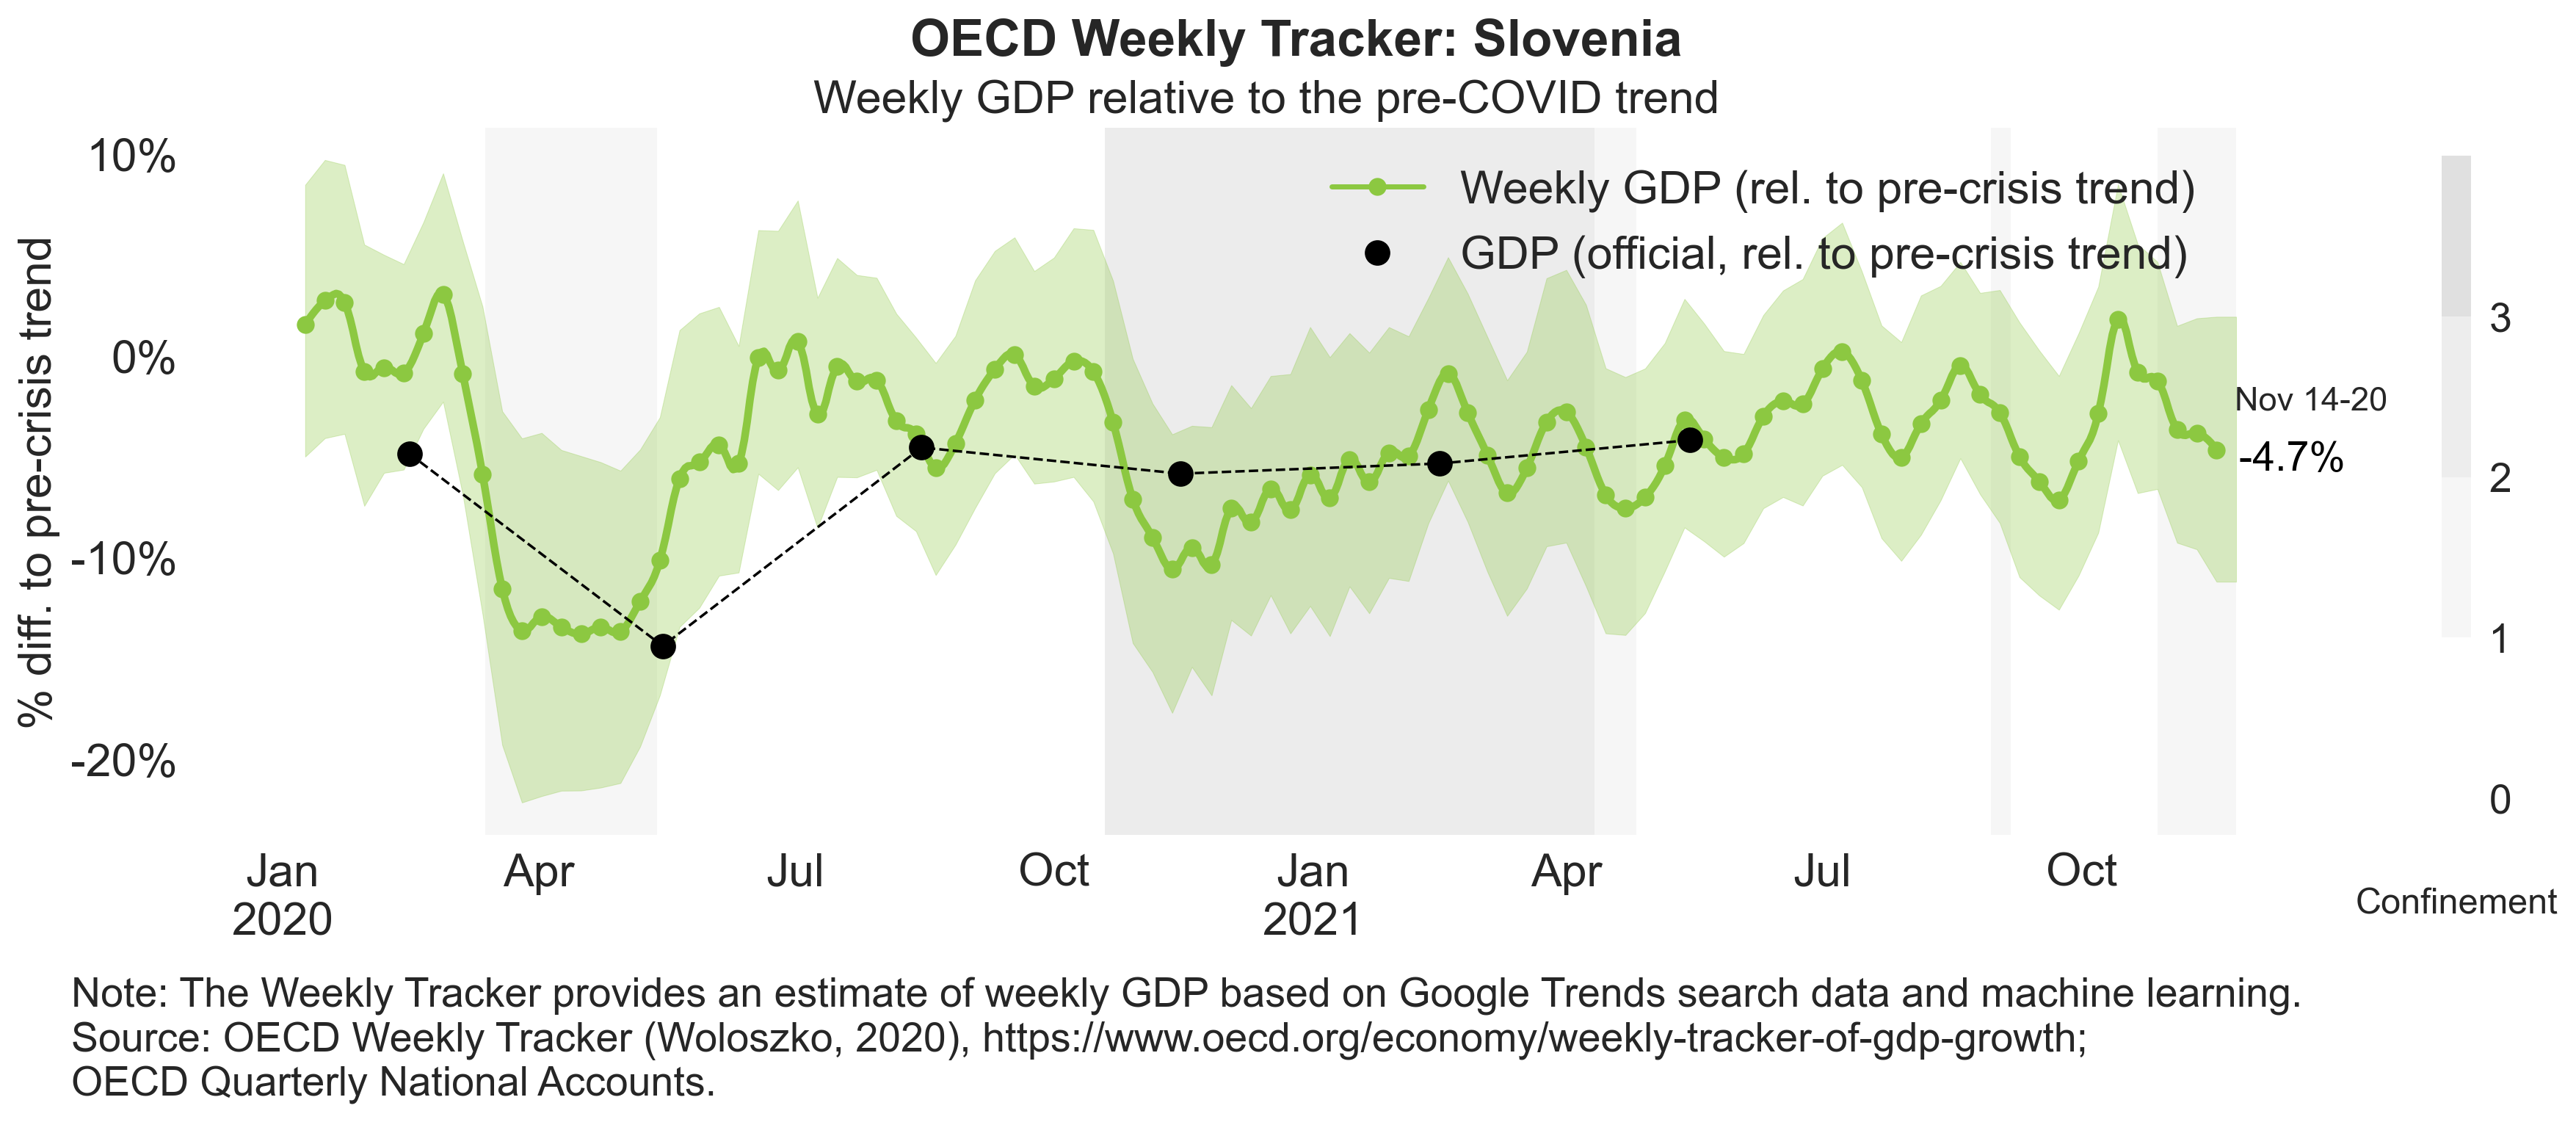 OECD Weekly Tracker: Slovenia
Weekly GDP relative to the pre-COVID trend
% diff. to pre-crisis trend
10%
0%
-10%
-20%
Weekly GDP (rel. to pre-crisis trend)
GDP (official, rel. to pre-crisis trend)
Nov 14-20
-4.7%
3
2
1
0
Confinement
Jan Apr Jul Oct Jan Apr Jul Oct
2020 2021
Note: The Weekly Tracker provides an estimate of weekly GDP based on Google Trends search data and machine learning.
Source: OECD Weekly Tracker (Woloszko, 2020), https://www.oecd.org/economy/weekly-tracker-of-gdp-growth;
OECD Quarterly National Accounts.